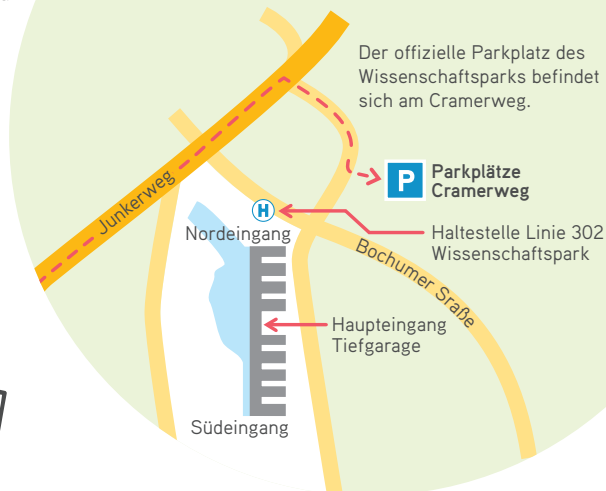 Der offizielle Parkplatz des
Wissenschaftsparks befindet
sich am Cramerweg.
P
Parkplätze
Cramerweg
Junkerweg
H
Haltestelle Linie 302
Wissenschaftspark
Nordeingang
Bochumer Sraße
Haupteingang
Tiefgarage
Südeingang